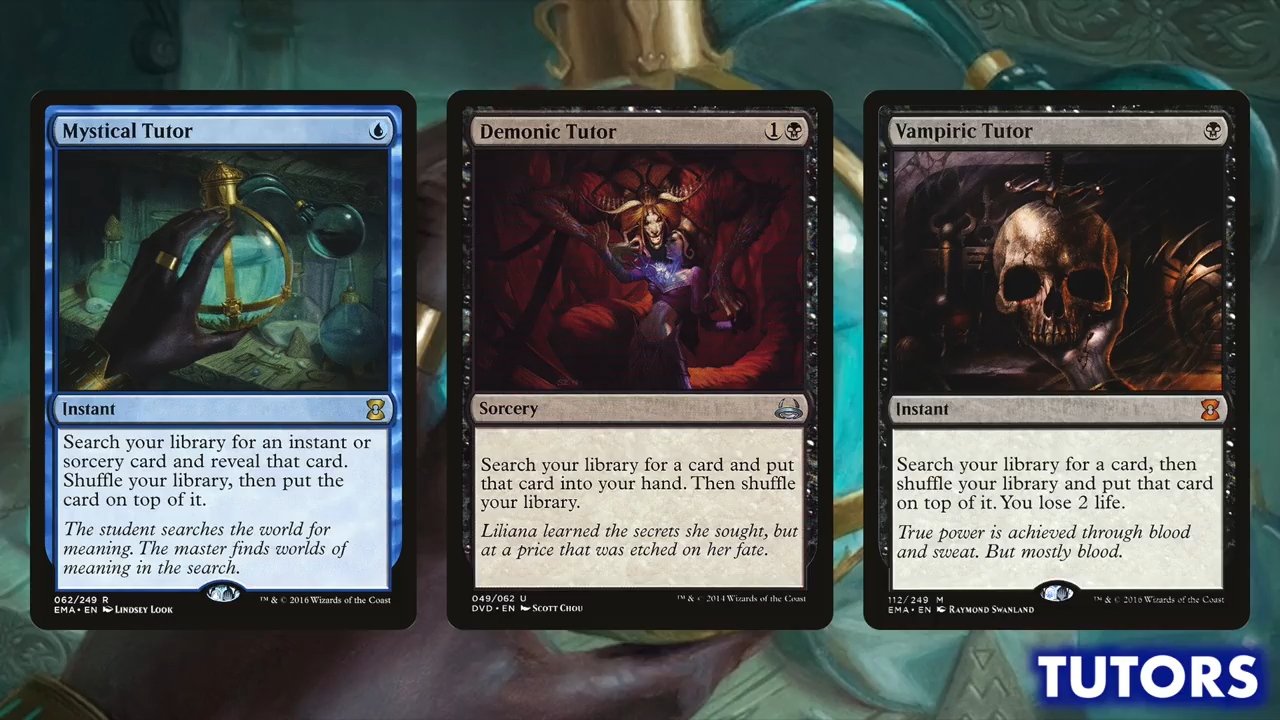 Mystical Tutor
Instant
Search your library for an instant or
sorcery card and reveal that card.
Shuffle your library, then put the
card on top of it.
The student searches the world for
meaning. The master finds worlds of
meaning in the search.
062/249 R
EMA • EN LINDSEY LOOK
™ & © 2016 Wizards of the Coast
Demonic Tutor
1
Sorcery
Search your library for a card and put
that card into your hand. Then shuffle
your library.
Liliana learned the secrets she sought, but
at a price that was etched on her fate.
049/062 U
DVD • EN SCOTT CHOU
™ & © 2014 Wizards of the Coast
Vampiric Tutor
Instant
Search your library for a card, then
shuffle your library and put that card
on top of it. You lose 2 life.
True power is achieved through blood
and sweat. But mostly blood.
112/249 M
EMA • EN RAYMOND SWANLAND
™ & © 2016 Wizards of the Coast
TUTORS